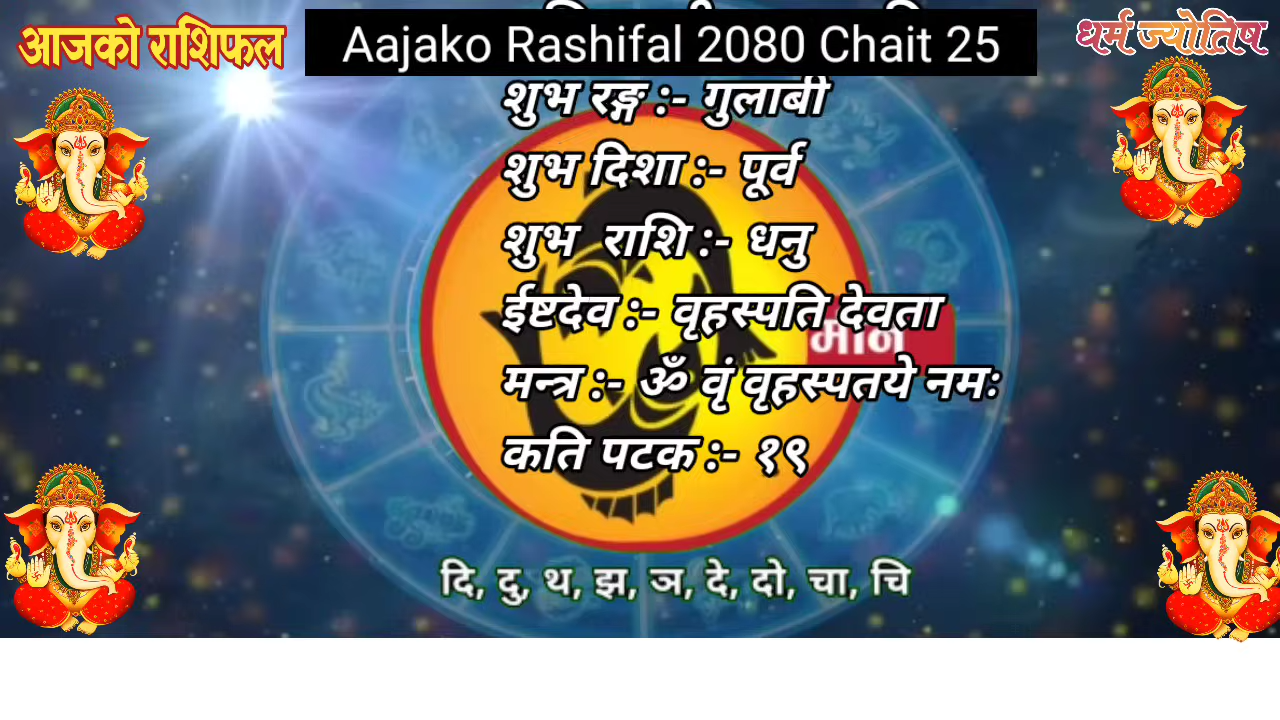 आजको राशिफल
Aajako Rashifal 2080 Chait 25
धर्म ज्योतिष
शुभ रङ्ग :- गुलाबी
शुभ दिशा :- पूर्व
शुभ राशि :- धनु
ईष्टदेव :- वृहस्पति देवता
मीन
मन्त्र :- ॐ वृं वृहस्पतये नमः
कति पटक :- १९
दि, दु, थ, झ, ञ, दे, दो, चा, चि